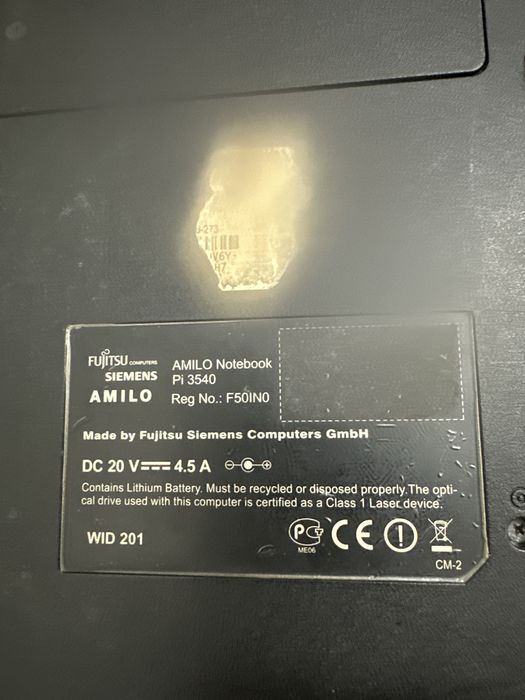 FUJITSU COMPUTERS
SIEMENS
AMILO
AMILO Notebook
Pi 3540
Reg No.: F50IN0
Made by Fujitsu Siemens Computers GmbH
DC 20 V 4.5 A
Contains Lithium Battery. Must be recycled or disposed properly.The opti-
cal drive used with this computer is certified as a Class 1 Laser device.
WID 201
ME06
CE
CM-2